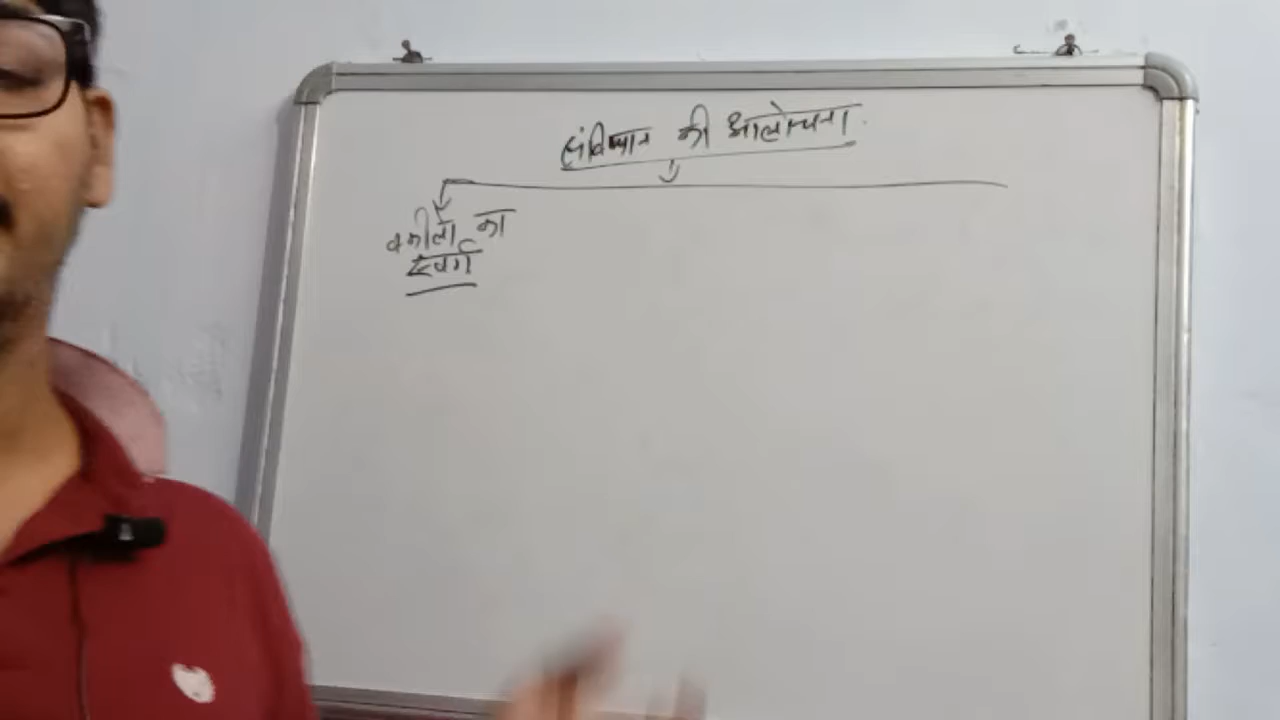 संविधान की आलोचना
वकीलों का
स्वर्ग